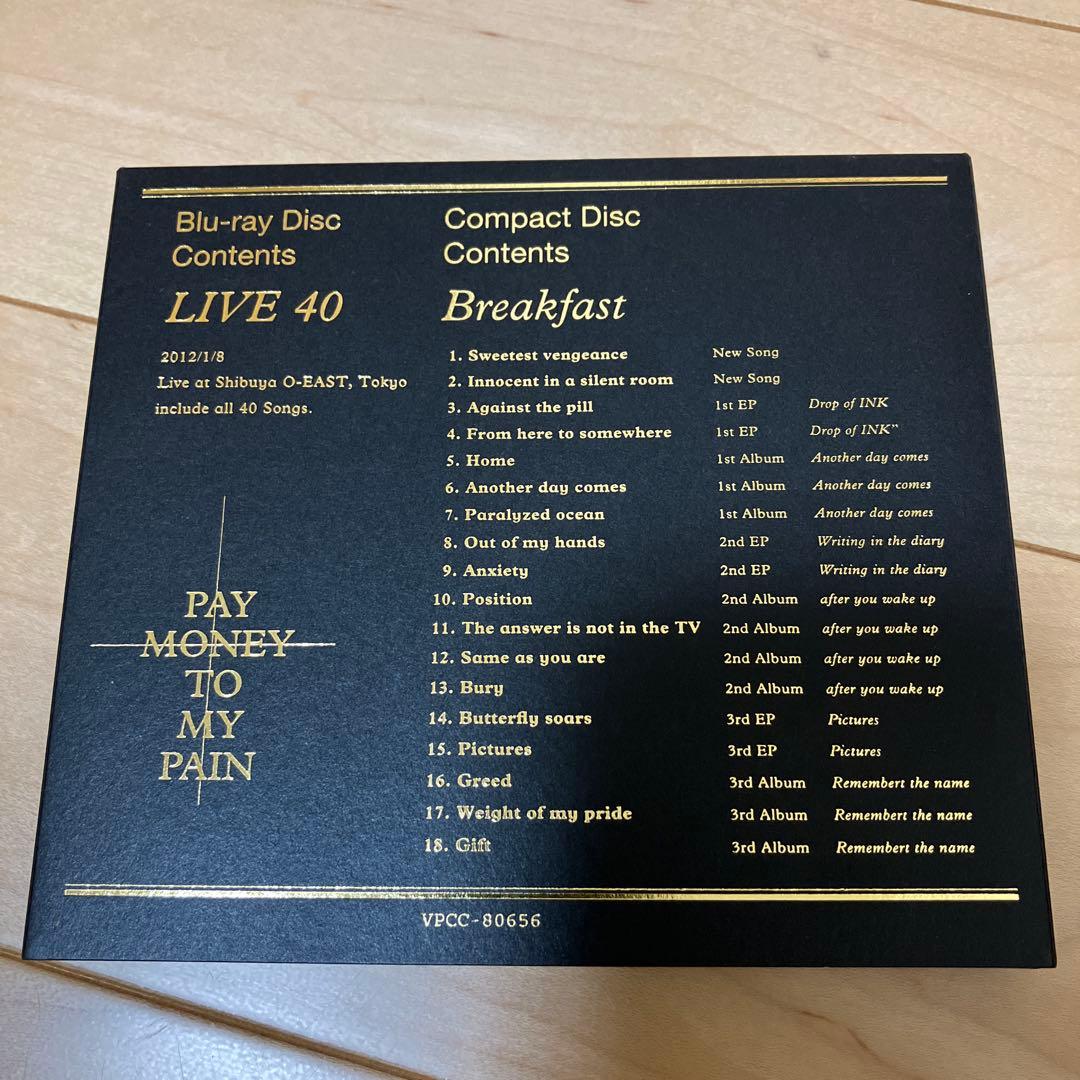 Blu-ray Disc
Contents
LIVE 40
2012/1/8
Live at Shibuya O-EAST, Tokyo
include all 40 Songs.
PAY
MONEY
TO
MY
PAIN
Compact Disc
Contents
Breakfast
1. Sweetest vengeance New Song
2. Innocent in a silent room New Song
3. Against the pill 1st EP Drop of INK
4. From here to somewhere 1st EP Drop of INK"
5. Home 1st Album Another day comes
6. Another day comes 1st Album Another day comes
7. Paralyzed ocean 1st Album Another day comes
8. Out of my hands 2nd EP Writing in the diary
9. Anxiety 2nd EP Writing in the diary
10. Position 2nd Album after you wake up
11. The answer is not in the TV 2nd Album after you wake up
12. Same as you are 2nd Album after you wake up
13. Bury 2nd Album after you wake up
14. Butterfly soars 3rd EP Pictures
15. Pictures 3rd EP Pictures
16. Greed 3rd Album Remembert the name
17. Weight of my pride 3rd Album Remembert the name
18. Gift 3rd Album Remembert the name
VPCC-80656